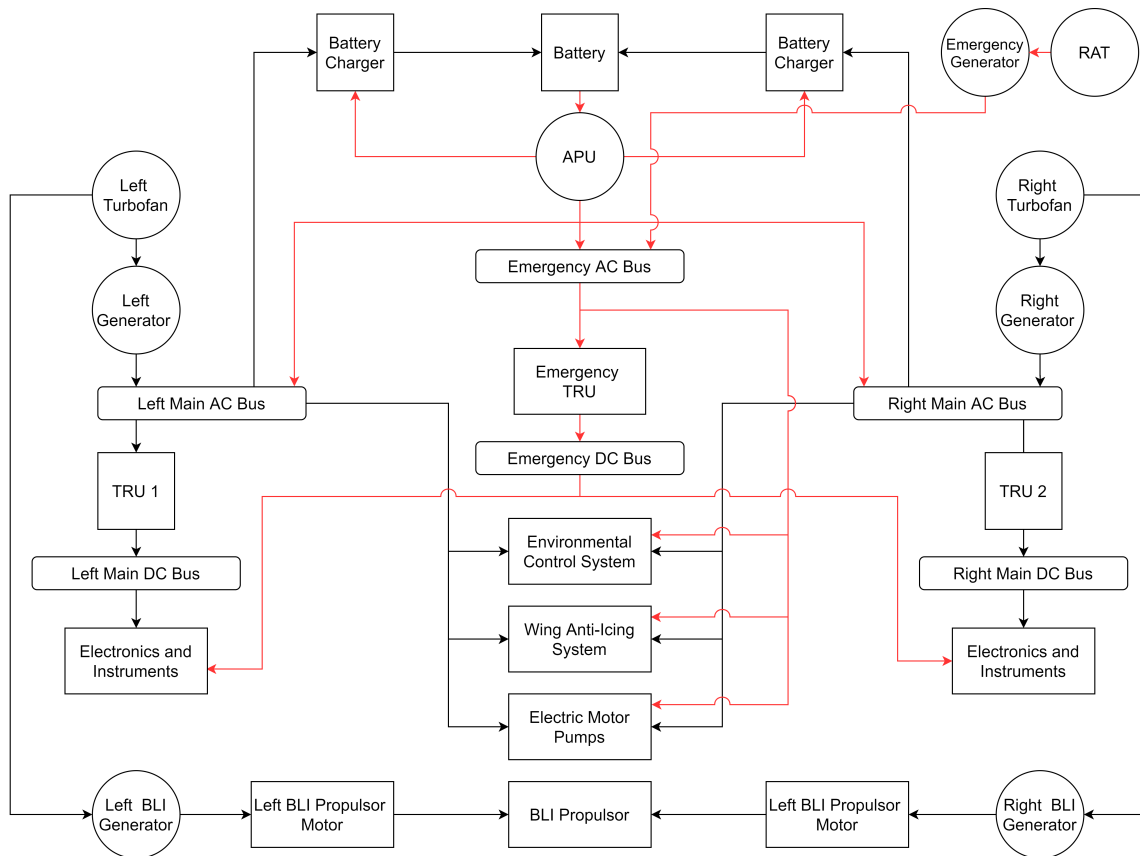 Battery
Charger
Battery
Battery
Charger
Emergency
Generator
RAT
APU
Left
Turbofan
Right
Turbofan
Emergency AC Bus
Left
Generator
Right
Generator
Emergency
TRU
Left Main AC Bus
Right Main AC Bus
Emergency DC Bus
TRU 1
TRU 2
Environmental
Control System
Left Main DC Bus
Right Main DC Bus
Wing Anti-Icing
System
Electronics and
Instruments
Electronics and
Instruments
Electric Motor
Pumps
Left BLI
Generator
Left BLI Propulsor
Motor
BLI Propulsor
Left BLI Propulsor
Motor
Right BLI
Generator